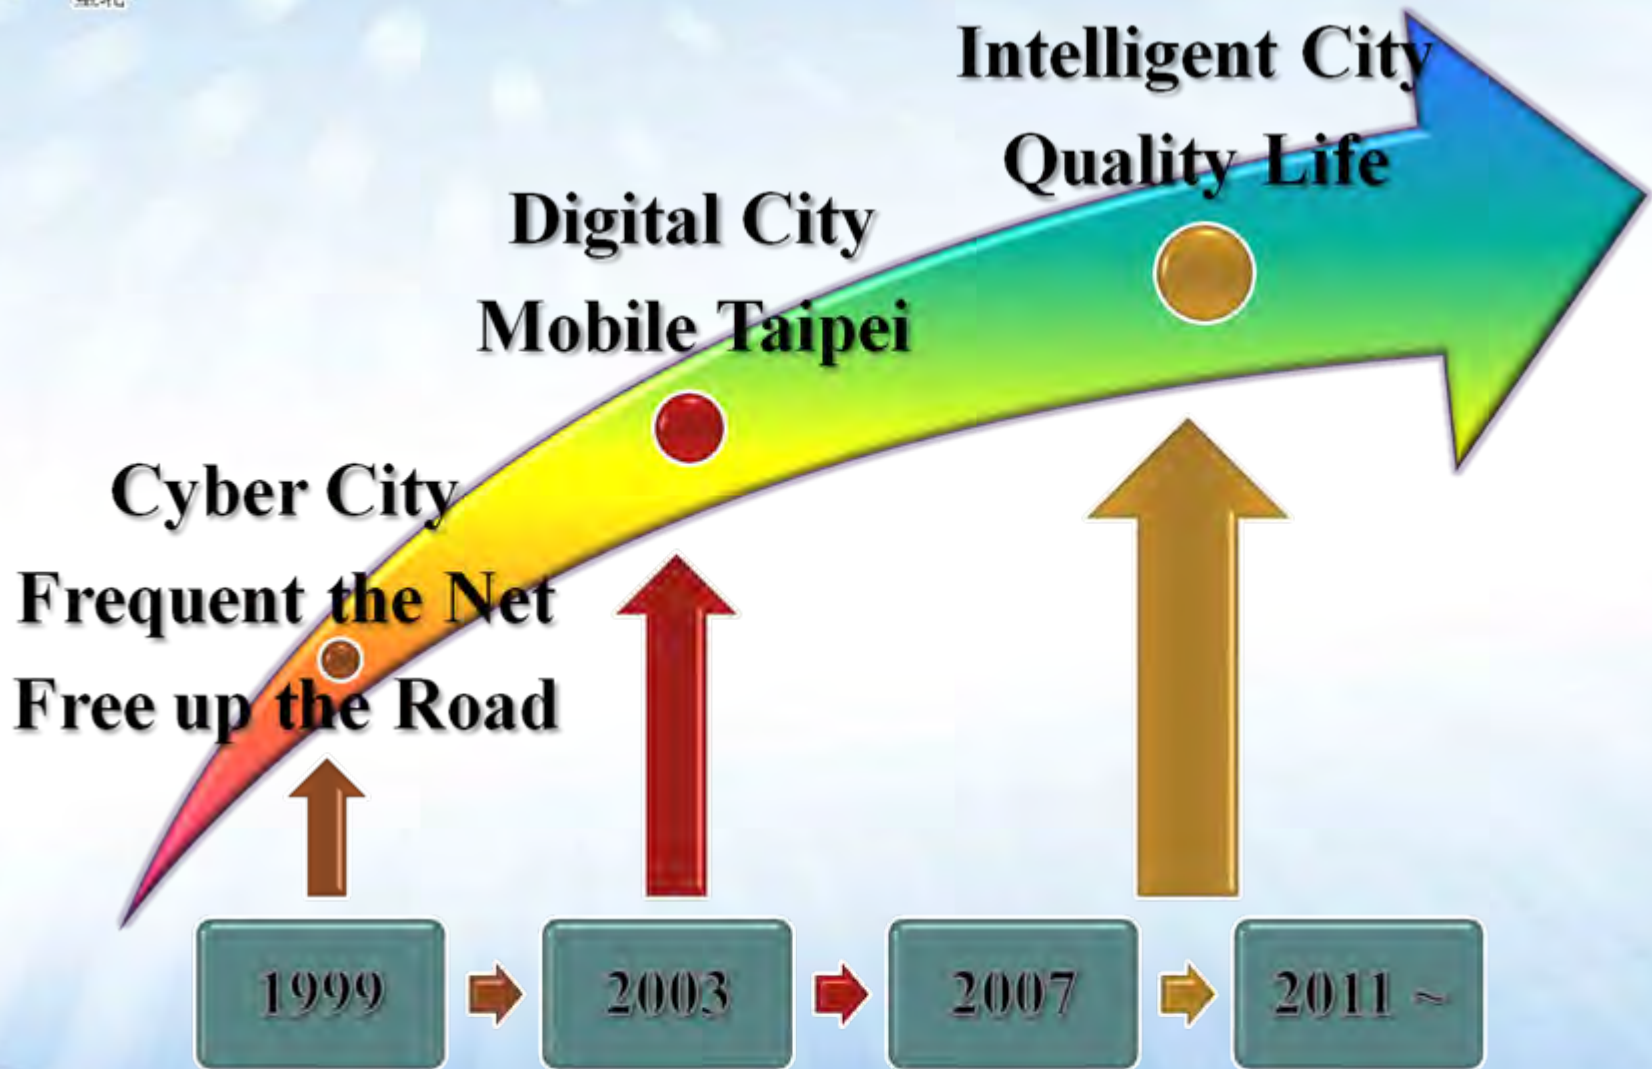 Intelligent City
Quality Life
Digital City
Mobile Taipei
Cyber City
Frequent the Net
Free up the Road
1999
2003
2007
2011 ~